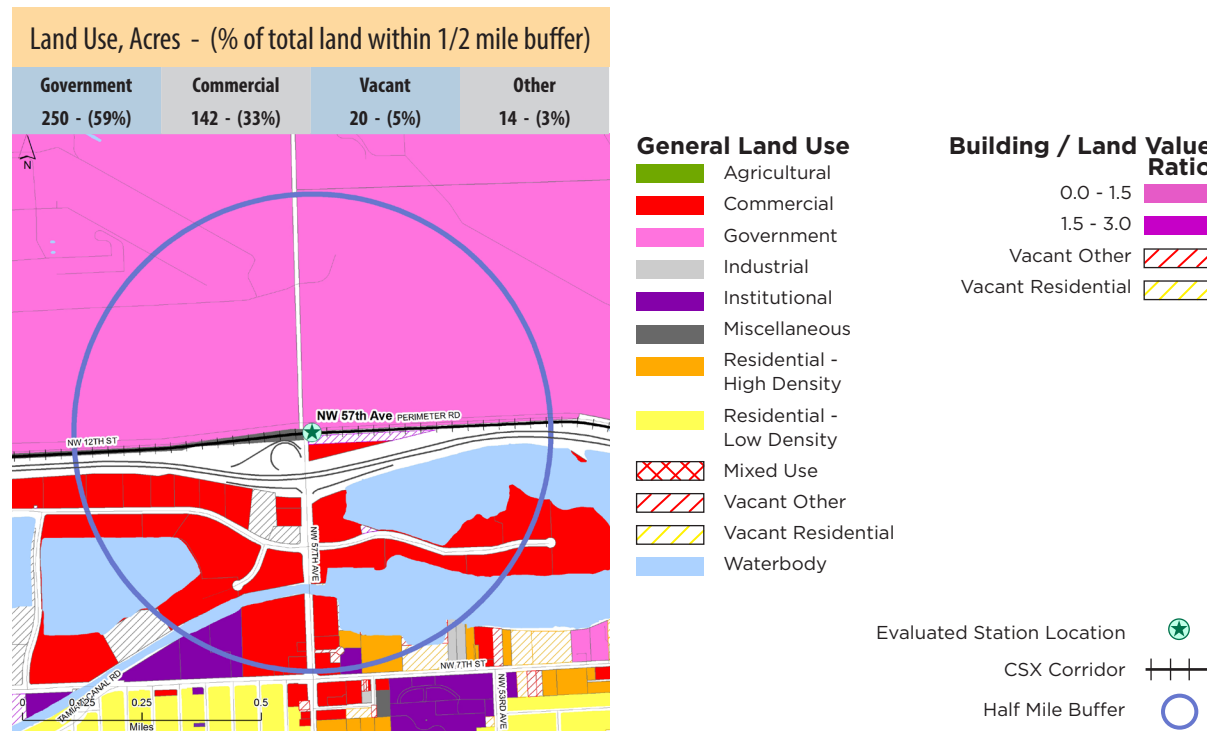 Land Use, Acres - (% of total land within 1/2 mile buffer)
Government
Commercial
Vacant
Other
250 - (59%)
142 - (33%)
20 - (5%)
14 - (3%)
N
NW 57th Ave
PERIMETER RD
NW 12TH ST
NW 57TH AVE
NW 7TH ST
NW 53RD AVE
TAMIAMI CANAL RD
0
0.25
0.25
0.5
Miles
General Land Use
Agricultural
Commercial
Government
Industrial
Institutional
Miscellaneous
Residential -
High Density
Residential -
Low Density
Mixed Use
Vacant Other
Vacant Residential
Waterbody
Building / Land Value
Ratio
0.0 - 1.5
1.5 - 3.0
Vacant Other
Vacant Residential
Evaluated Station Location
CSX Corridor
Half Mile Buffer